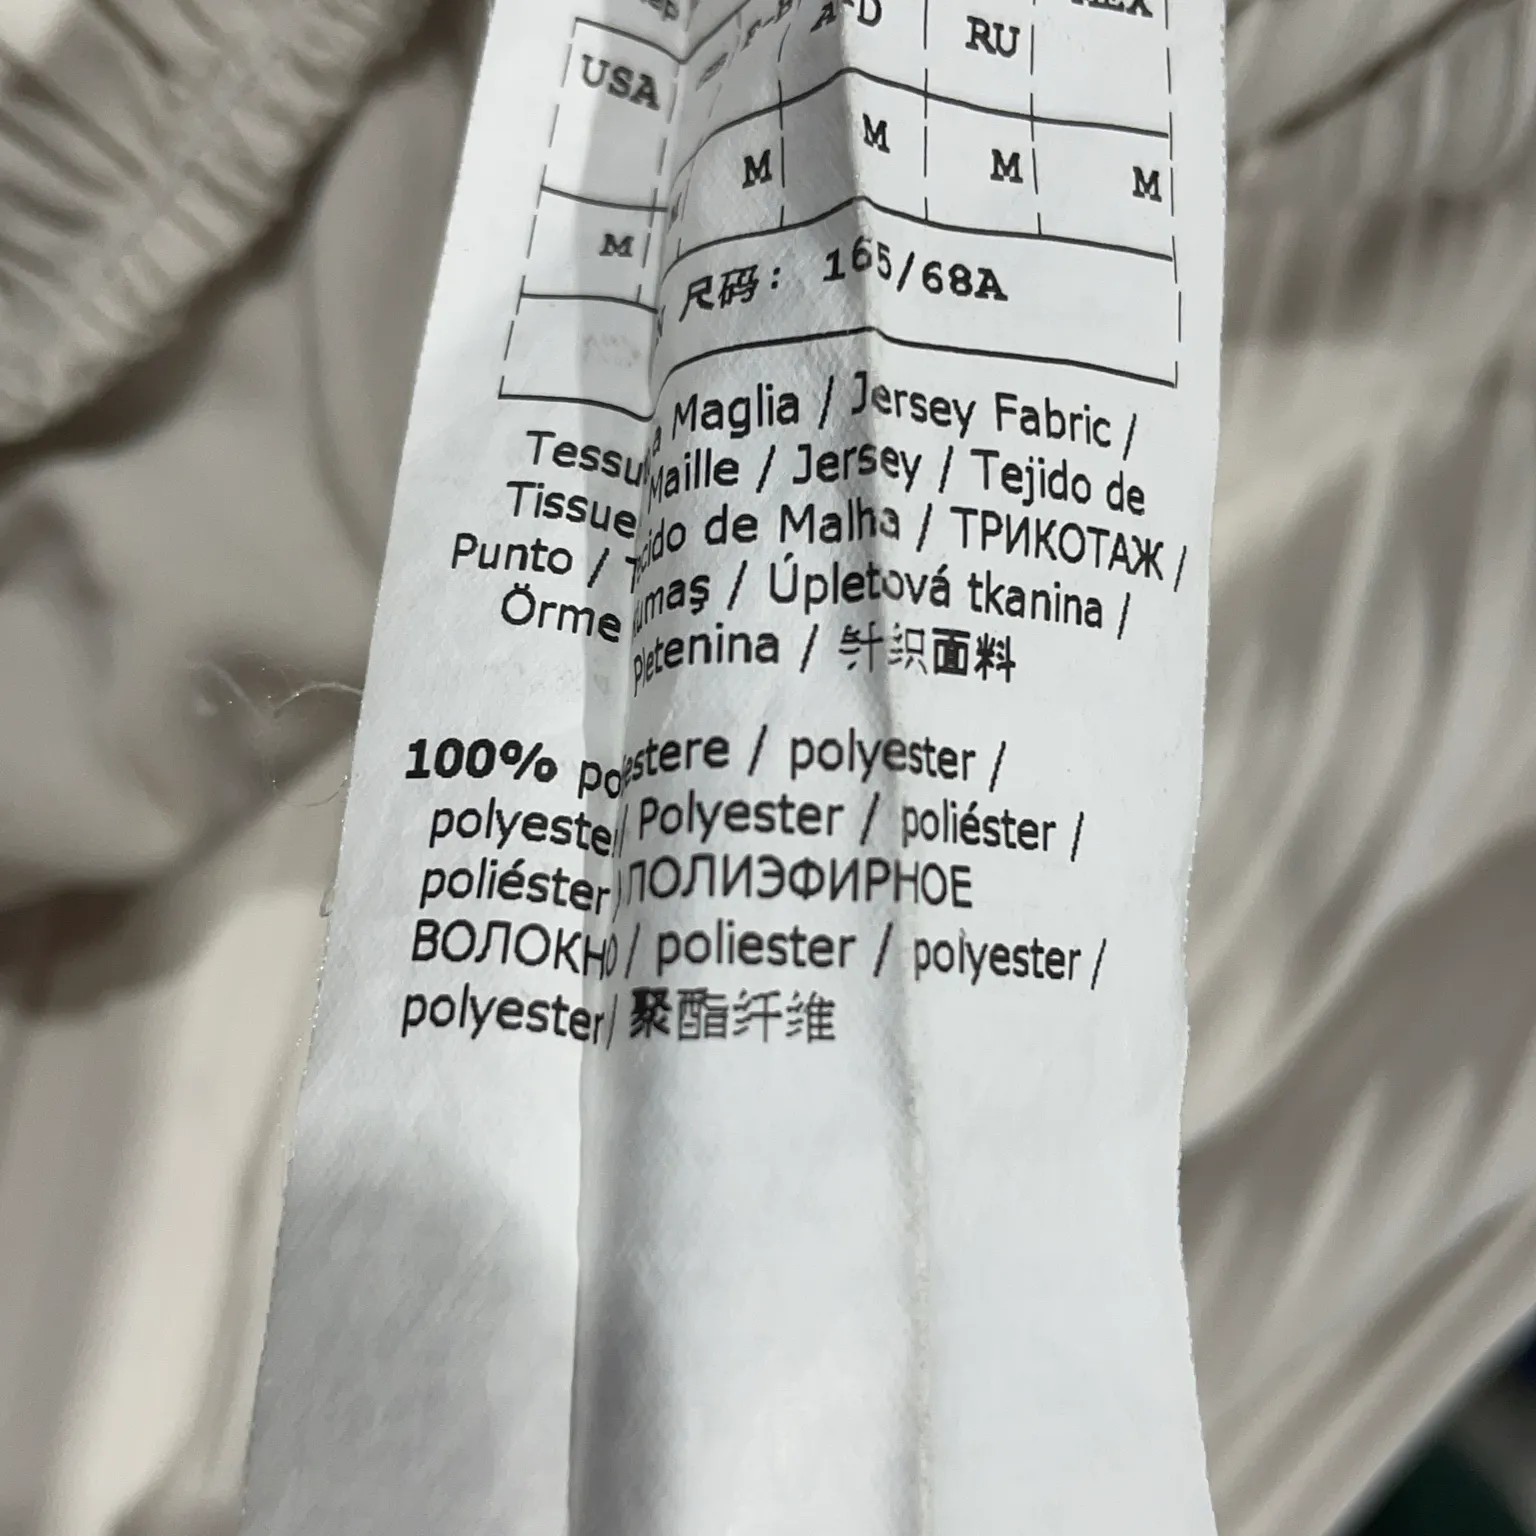 USA RU
M M M M M
尺码: 165/68A
Maglia / Jersey Fabric /
Maille / Jersey / Tejido de
Tissue
Punto / de Malha / ТРИКОТАЖ /
Örme / Úpletová tkanina /
Pletenina / 针织面料
100% poliestere / polyester /
polyester / Polyester / poliéster /
poliéster / ПОЛИЭФИРНОЕ
ВОЛОКНО / poliester / polyester /
polyester / 聚酯纤维